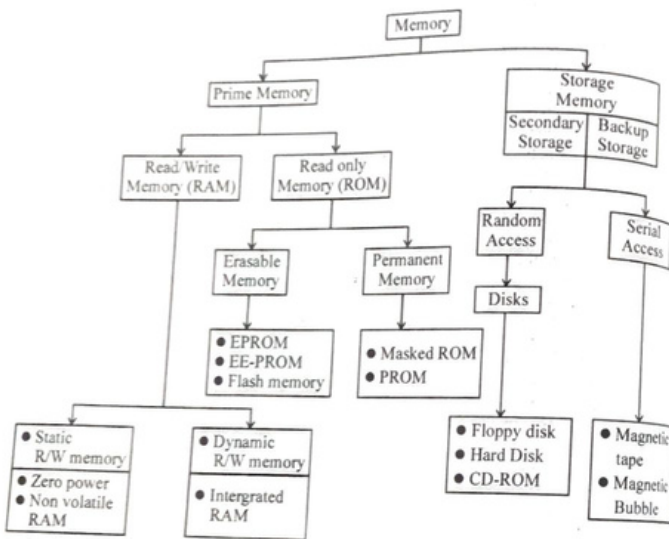 Memory
Prime Memory
Storage
Memory
Secondary
Storage
Backup
Storage
Read/Write
Memory (RAM)
Read only
Memory (ROM)
Random
Access
Serial
Access
Erasable
Memory
Permanent
Memory
Disks
● EPROM
● EE-PROM
● Flash memory
● Masked ROM
● PROM
● Static
R/W memory
● Zero power
● Non volatile
RAM
● Dynamic
R/W memory
● Intergrated
RAM
● Floppy disk
● Hard Disk
● CD-ROM
● Magnetic
tape
● Magnetic
Bubble